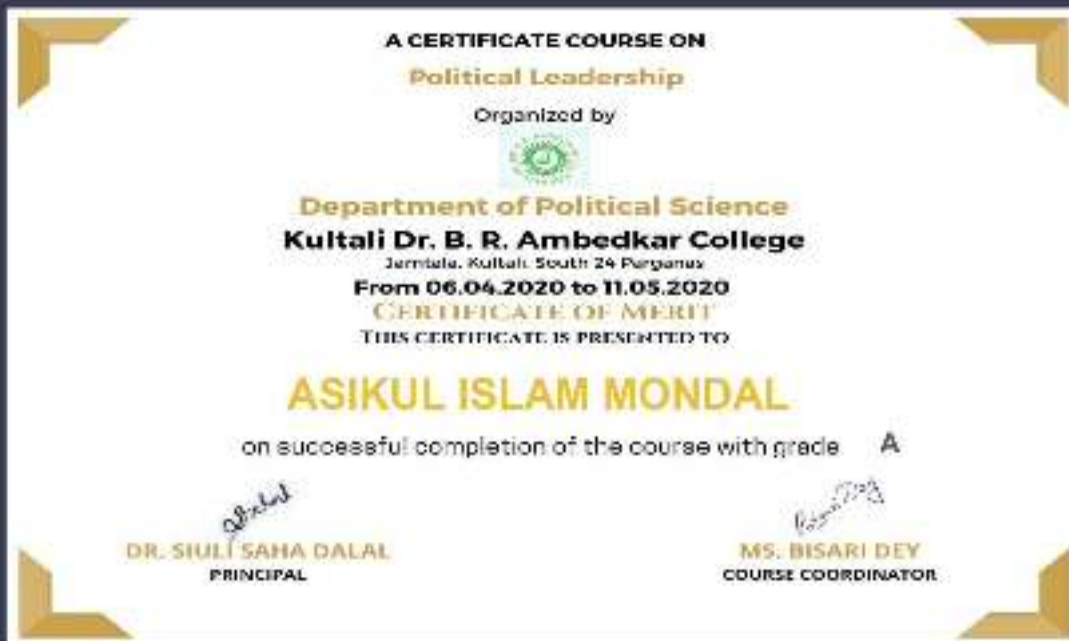 A CERTIFICATE COURSE ON
Political Leadership
Organized by
Department of Political Science
Kultali Dr. B. R. Ambedkar College
Jamtala, Kultali, South 24 Parganas
From 06.04.2020 to 11.05.2020
CERTIFICATE OF MERIT
THIS CERTIFICATE IS PRESENTED TO
ASIKUL ISLAM MONDAL
on successful completion of the course with grade A
DR. SIULI SAHA DALAL
PRINCIPAL
MS. BISARI DEY
COURSE COORDINATOR